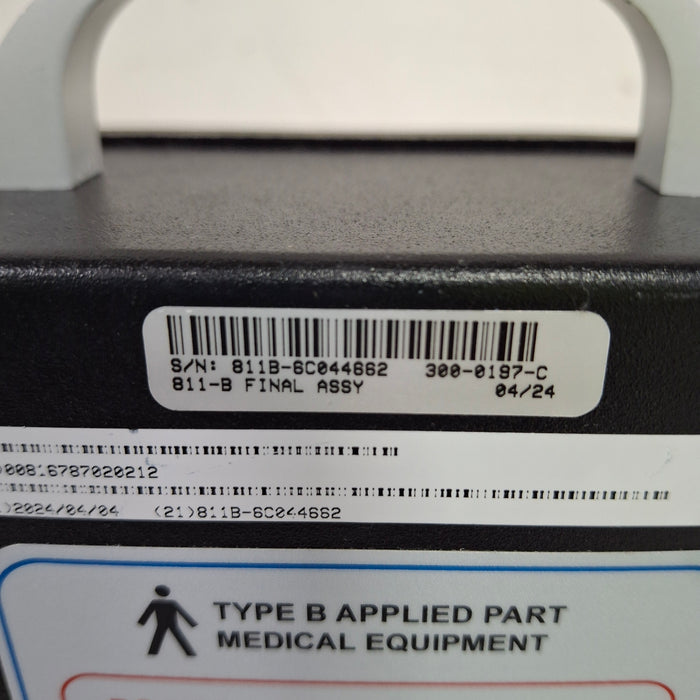 S/N: 811B-6C044662 300-0197-C
811-B FINAL ASSY 04/24
)00816787020212
)2024/04/04 (21)811B-6C044662
TYPE B APPLIED PART
MEDICAL EQUIPMENT